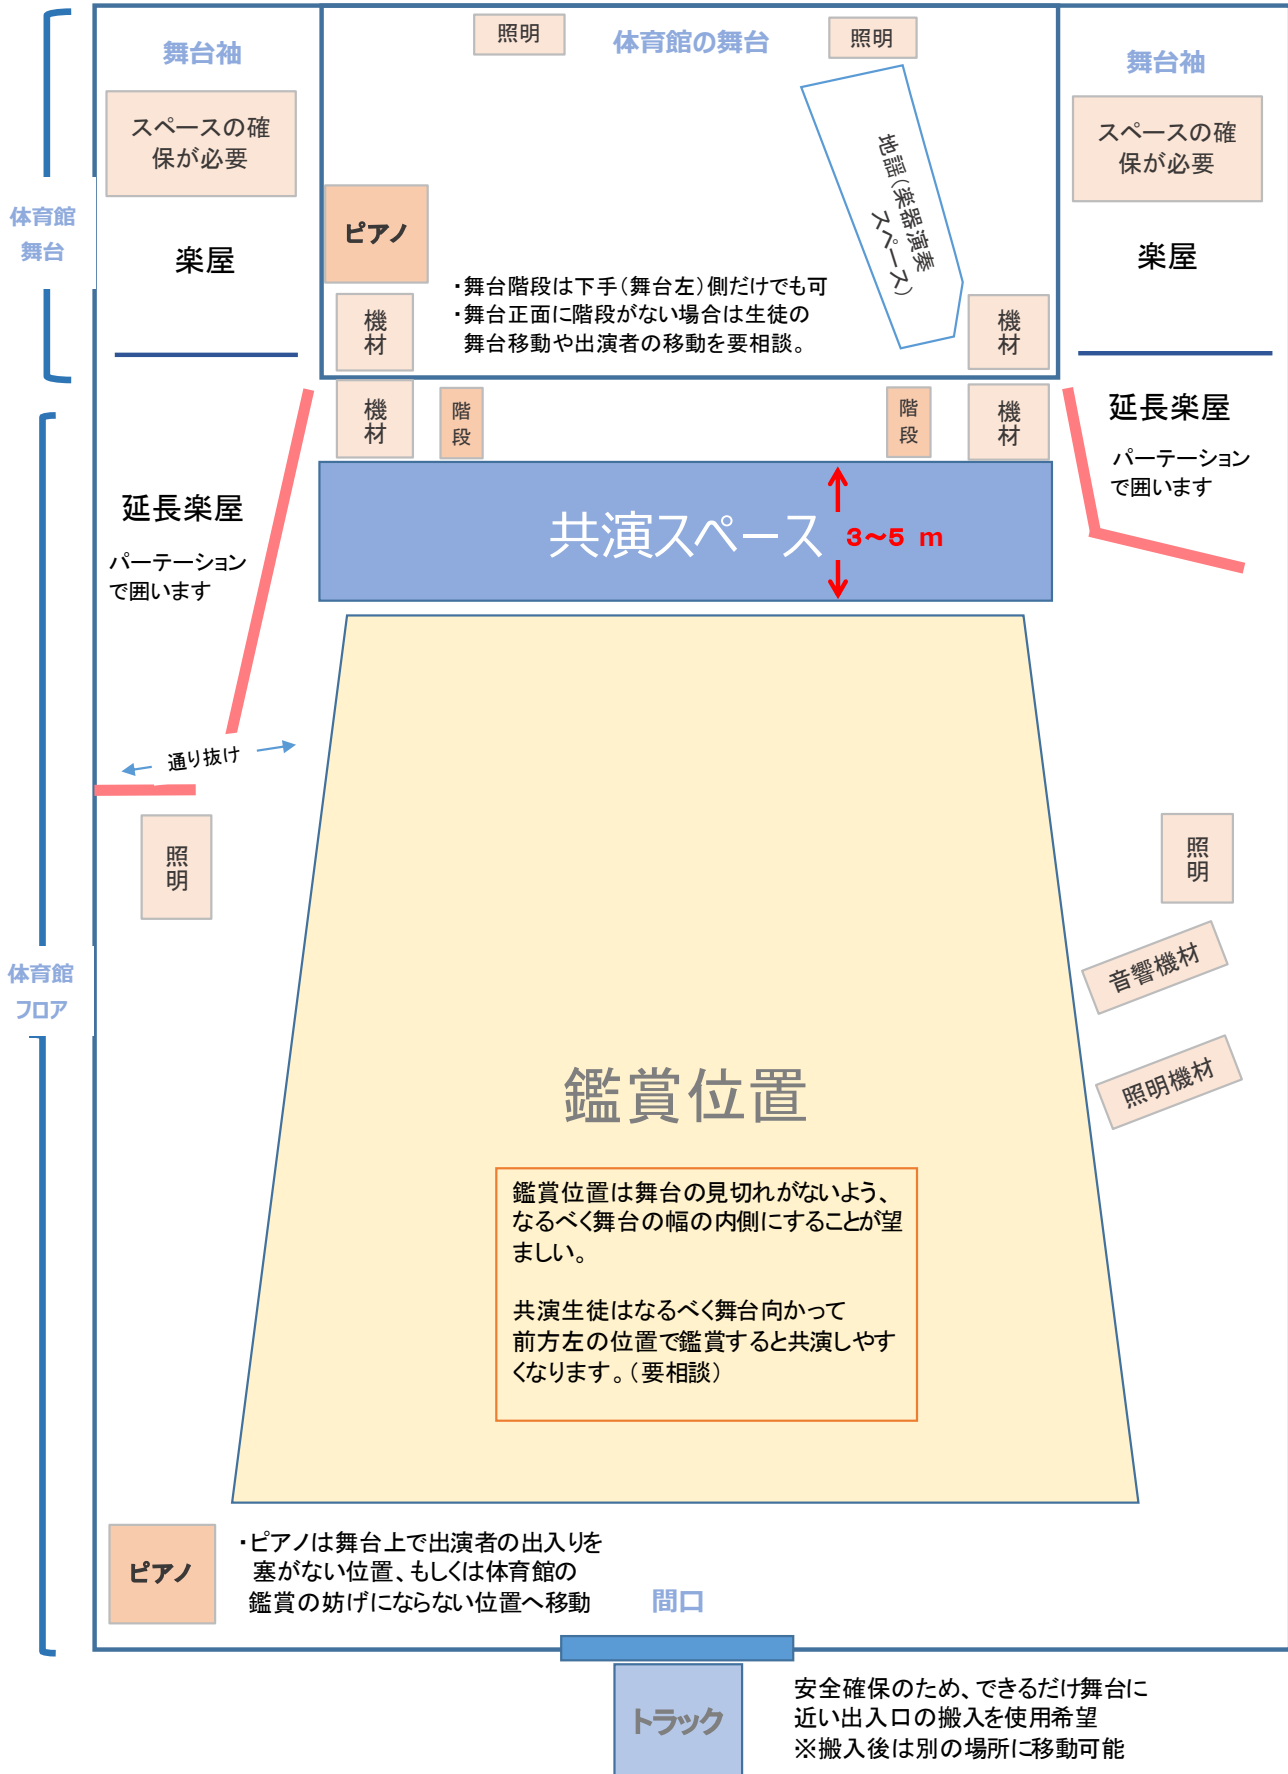 照明
体育館の舞台
照明
舞台袖
舞台袖
スペースの確
保が必要
スペースの確
保が必要
地謡(楽器演奏
スペース)
体育館
舞台
ピアノ
楽屋
楽屋
・舞台階段は下手(舞台左)側だけでも可
・舞台正面に階段がない場合は生徒の
舞台移動や出演者の移動を要相談。
機材
機材
機材
階段
階段
機材
延長楽屋
パーテーション
で囲います
延長楽屋
パーテーション
で囲います
共演スペース
3～5 m
通り抜け
照明
照明
音響機材
体育館
フロア
照明機材
鑑賞位置
鑑賞位置は舞台の見切れがないよう、
なるべく舞台の幅の内側にすることが望
ましい。
共演生徒はなるべく舞台向かって
前方左の位置で鑑賞すると共演しやす
くなります。(要相談)
ピアノ
・ピアノは舞台上で出演者の出入りを
塞がない位置、もしくは体育館の
鑑賞の妨げにならない位置へ移動
間口
トラック
安全確保のため、できるだけ舞台に
近い出入口の搬入を使用希望
※搬入後は別の場所に移動可能